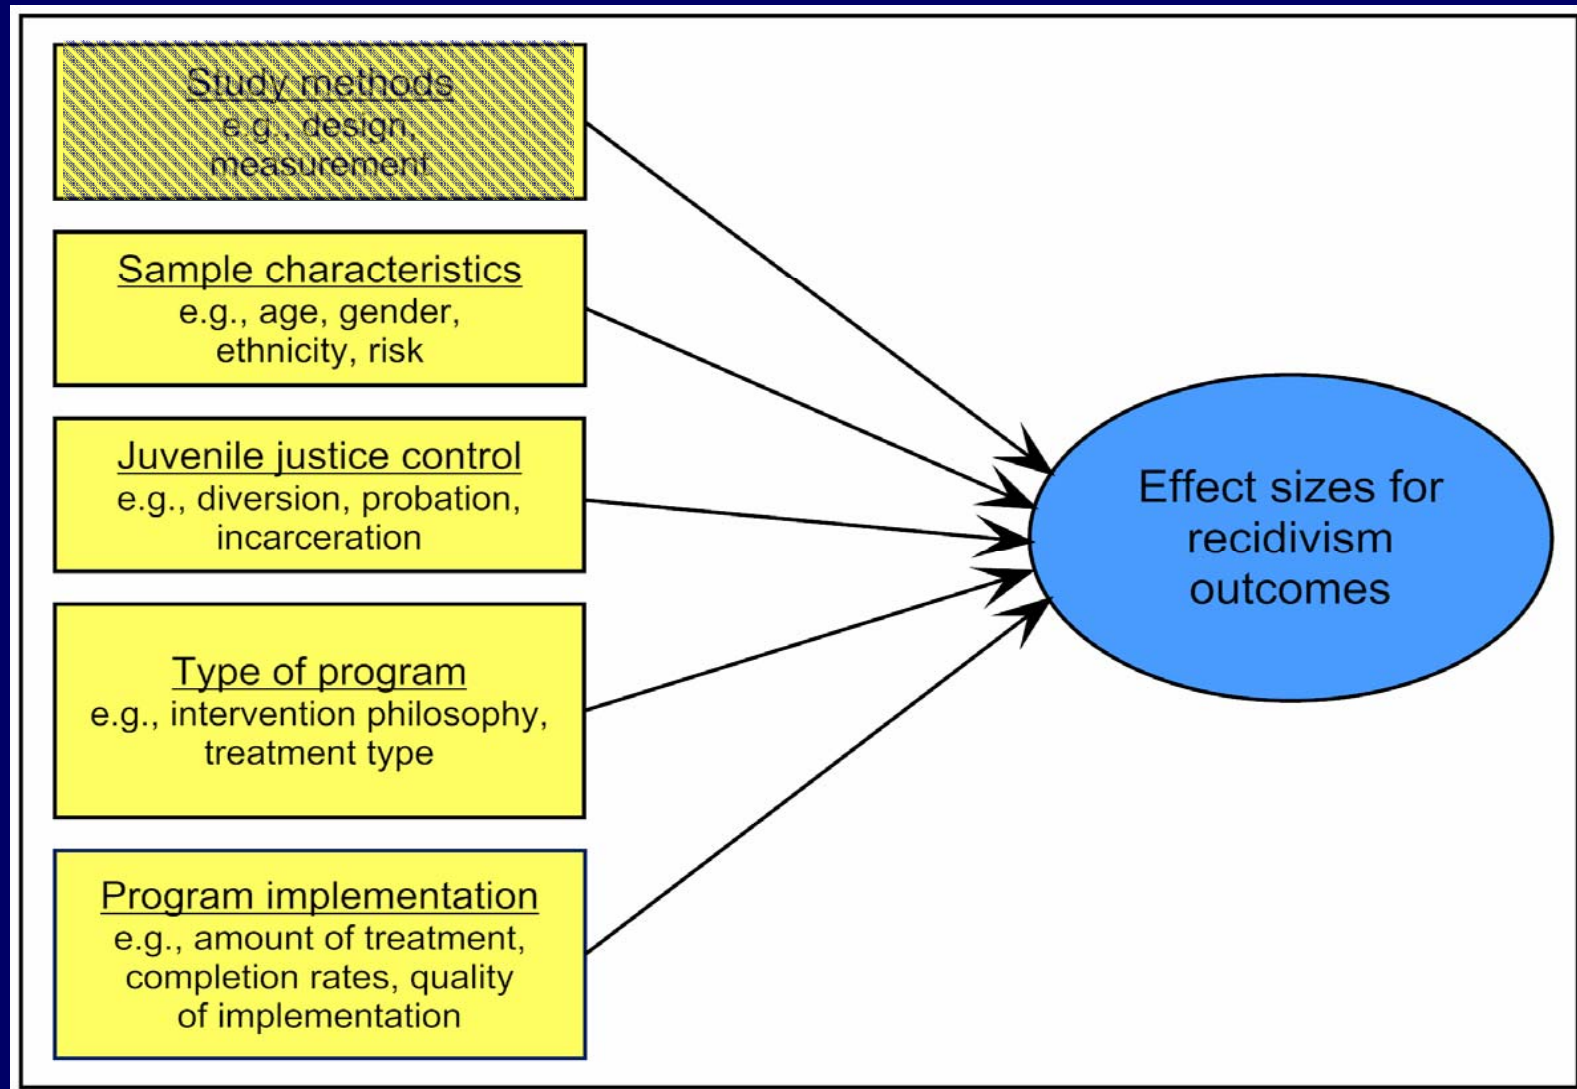 Study methods
e.g., design,
measurement
Sample characteristics
e.g., age, gender,
ethnicity, risk
Juvenile justice control
e.g., diversion, probation,
incarceration
Type of program
e.g., intervention philosophy,
treatment type
Program implementation
e.g., amount of treatment,
completion rates, quality
of implementation
Effect sizes for
recidivism
outcomes